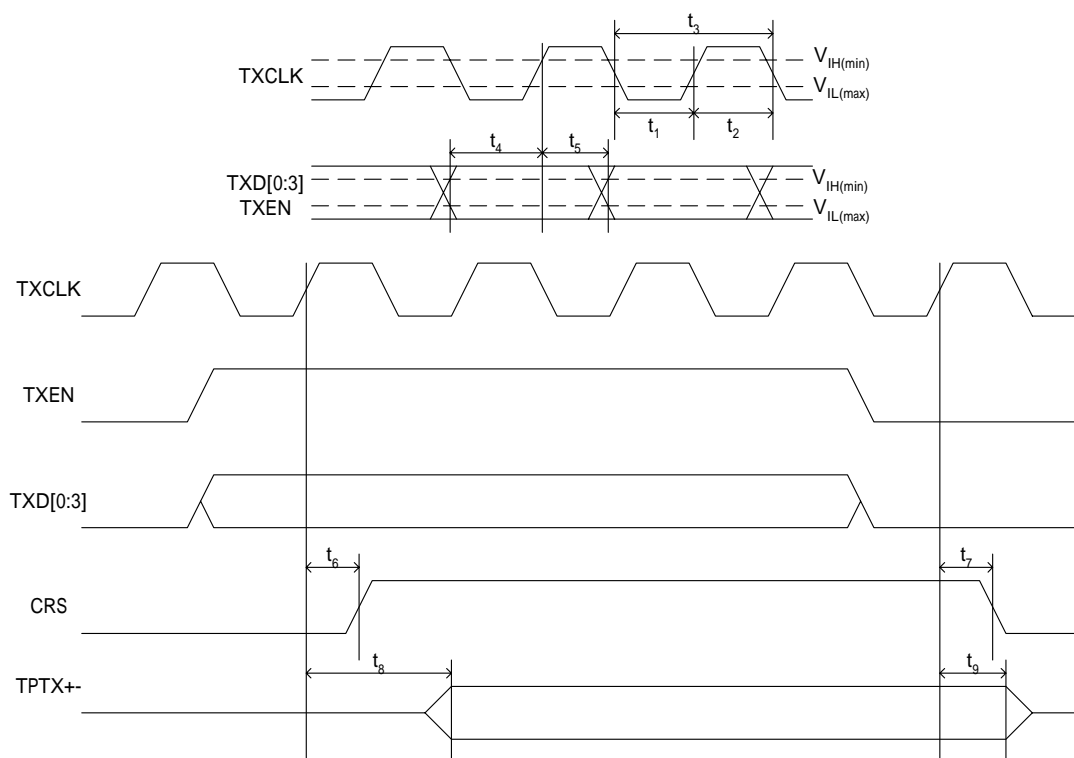 t3
VIH(min)
TXCLK
VIL(max)
t1 t2
t4 t5
TXD[0:3] VIH(min)
TXEN VIL(max)
TXCLK
TXEN
TXD[0:3]
t6 t7
CRS
t8 t9
TPTX+-